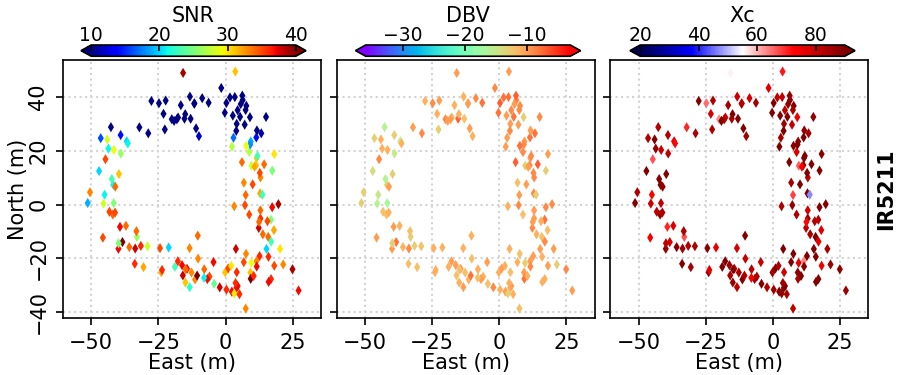 SNR DBV Xc
10 20 30 40 −30 −20 −10 20 40 60 80
40
20
0
−20
−40
North (m)
IR5211
−50 −25 0 25 −50 −25 0 25 −50 −25 0 25
East (m) East (m) East (m)